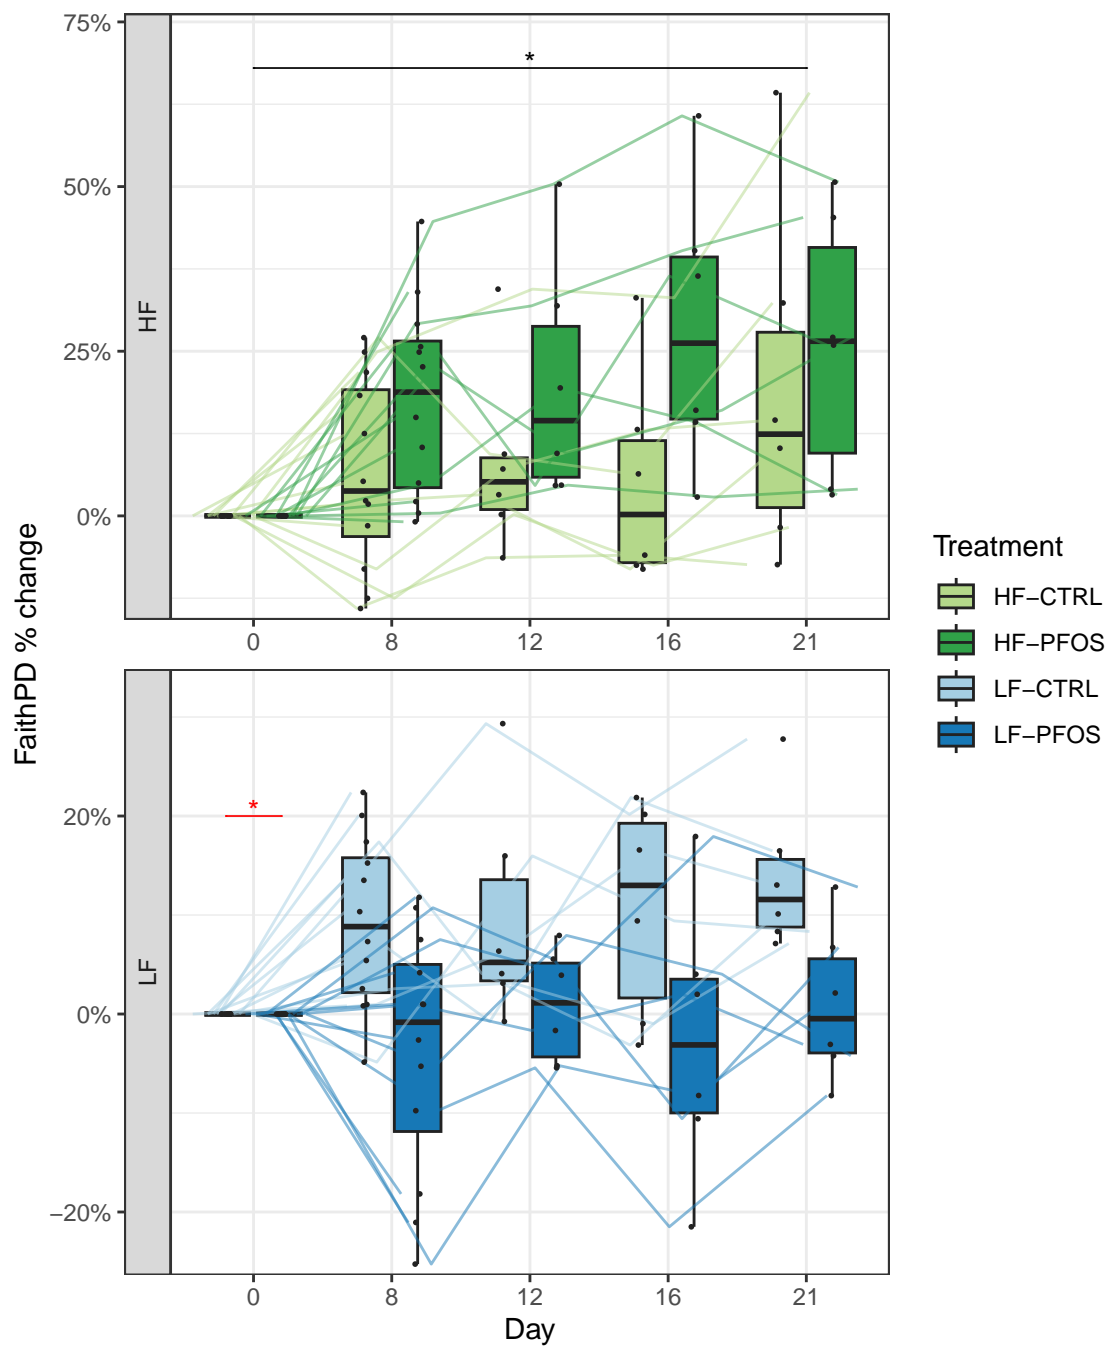 75%
50%
25%
0%
HF
*
0
8
12
16
21
FaithPD % change
20%
0%
−20%
LF
*
0
8
12
16
21
Day
Treatment
HF−CTRL
HF−PFOS
LF−CTRL
LF−PFOS